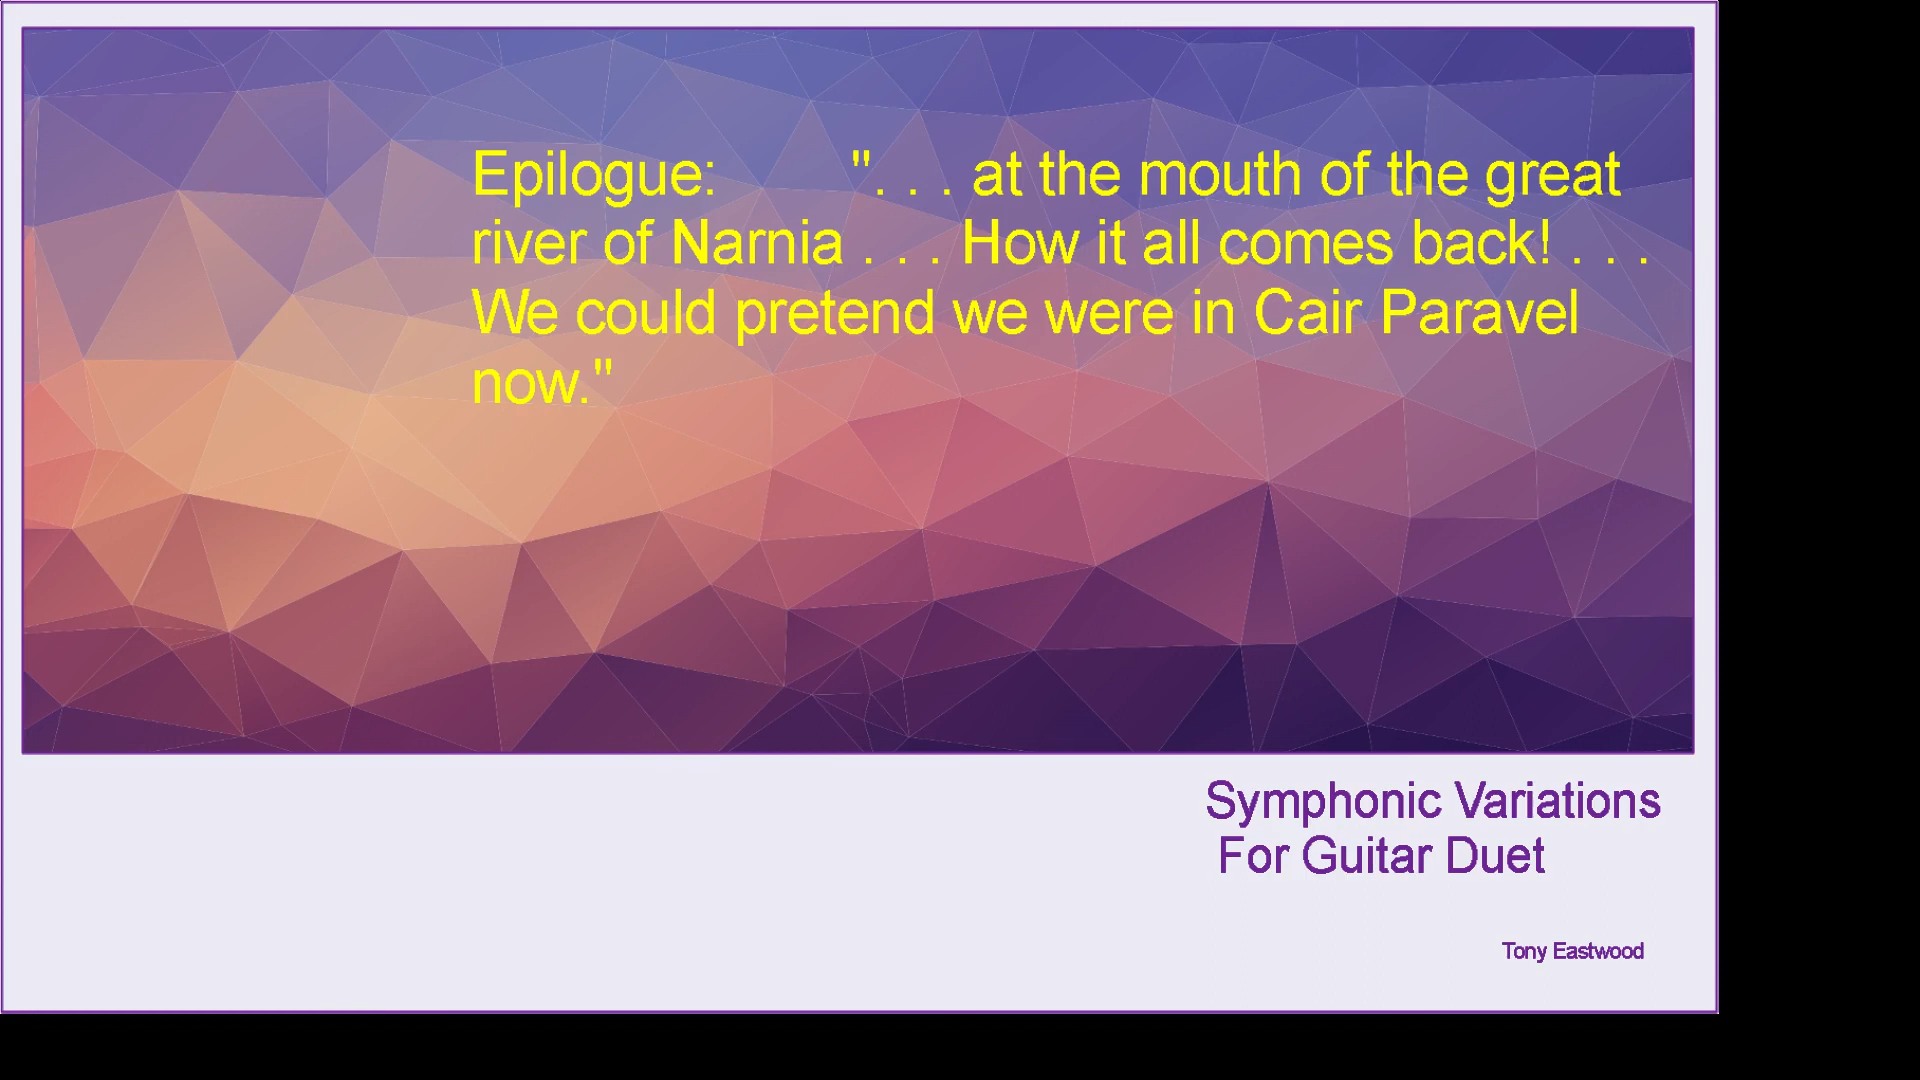 Epilogue: ". . . at the mouth of the great
river of Narnia . . . How it all comes back! . . .
We could pretend we were in Cair Paravel
now."
Symphonic Variations
For Guitar Duet
Tony Eastwood